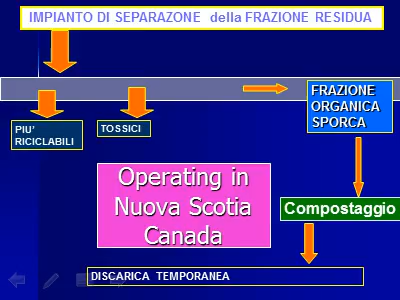 IMPIANTO DI SEPARAZONE della FRAZIONE RESIDUA
FRAZIONE
ORGANICA
SPORCA
PIU'
RICICLABILI
TOSSICI
Operating in
Nuova Scotia
Canada
Compostaggio
DISCARICA TEMPORANEA